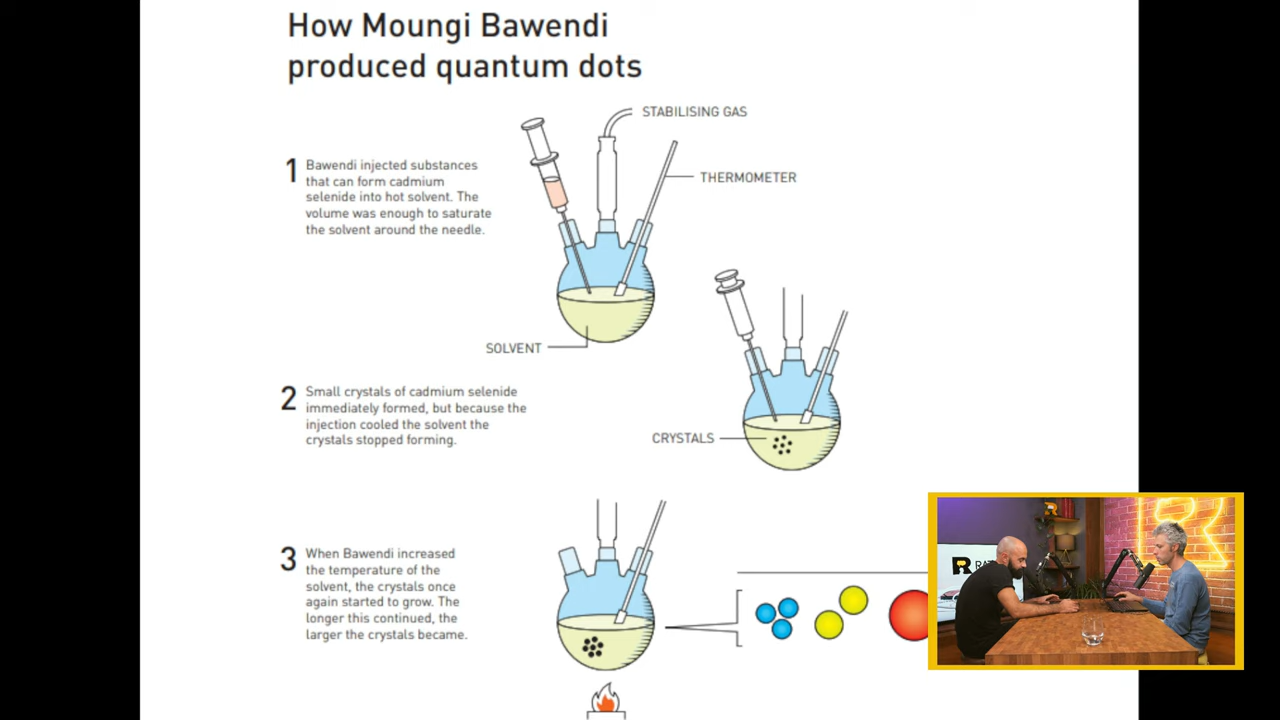 How Moungi Bawendi
produced quantum dots
STABILISING GAS
THERMOMETER
1 Bawendi injected substances
that can form cadmium
selenide into hot solvent. The
volume was enough to saturate
the solvent around the needle.
SOLVENT
2 Small crystals of cadmium selenide
immediately formed, but because the
injection cooled the solvent the
crystals stopped forming.
CRYSTALS
3 When Bawendi increased
the temperature of the
solvent, the crystals once
again started to grow. The
longer this continued, the
larger the crystals became.
R